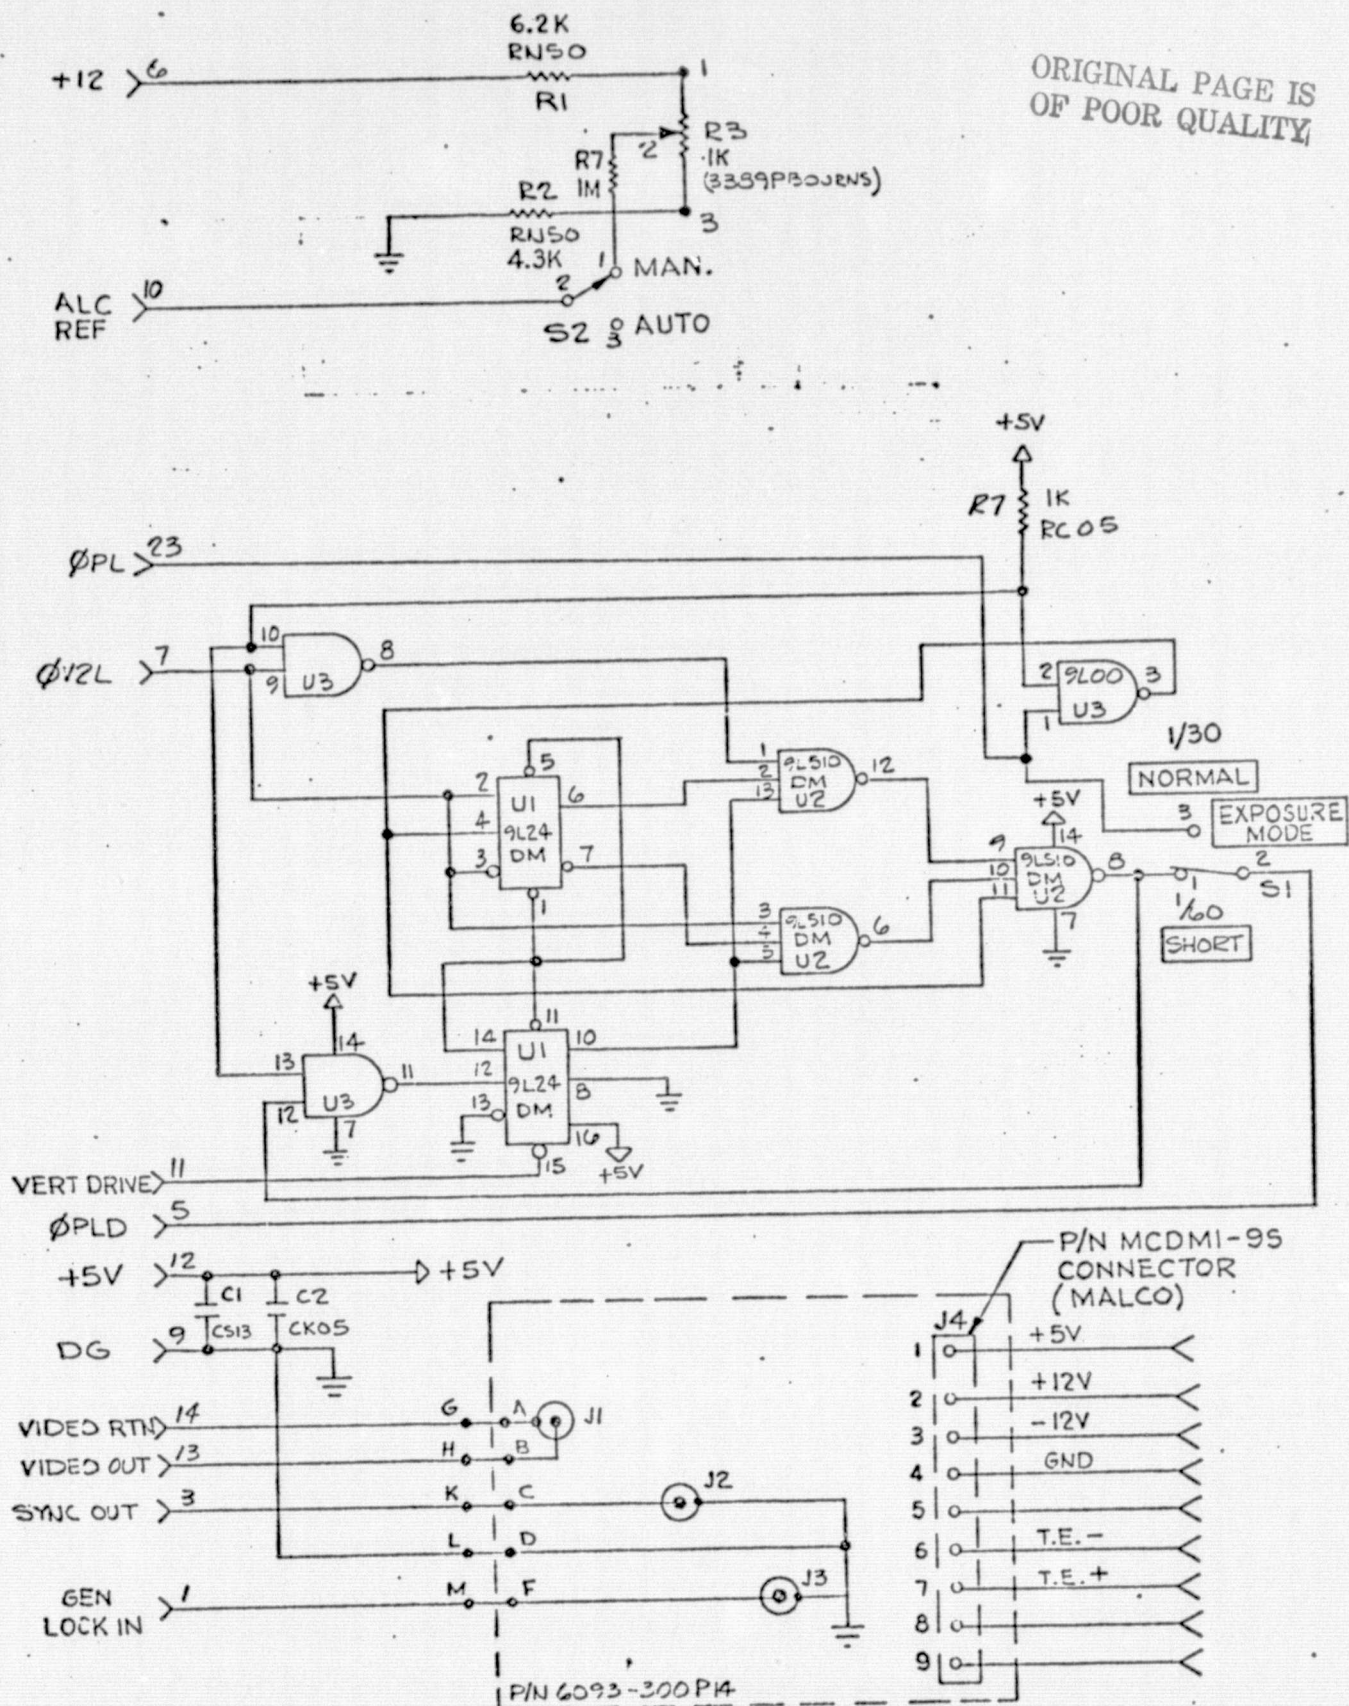 ORIGINAL PAGE IS
OF POOR QUALITY
+12
6
6.2K
RN50
R1
1
2
R3
1K
(3389PBOURNS)
R7
1M
R2
RN50
4.3K
3
1
MAN.
2
S2
3
AUTO
ALC
REF
10
+5V
R7
1K
RC05
ØPL
23
ØV2L
7
10
9
U3
8
2
1
9L00
U3
3
1/30
NORMAL
3
EXPOSURE
MODE
5
2
4
3
U1
9L24
DM
6
7
1
1
2
13
9LS10
DM
U2
12
3
4
5
9LS10
DM
U2
6
+5V
14
9
10
11
9LS10
DM
U2
8
7
1
2
S1
1/60
SHORT
+5V
14
13
12
U3
11
7
11
14
12
13
U1
9L24
DM
10
8
16
+5V
15
VERT DRIVE
11
ØPLD
5
+5V
12
+5V
C1
CS13
C2
CK05
DG
9
VIDEO RTN
14
G
A
J1
VIDEO OUT
13
H
B
SYNC OUT
3
K
C
J2
L
D
GEN
LOCK IN
1
M
F
J3
P/N 6093-300P14
P/N MCDM1-9S
CONNECTOR
(MALCO)
J4
1 +5V
2 +12V
3 -12V
4 GND
5
6 T.E.-
7 T.E.+
8
9